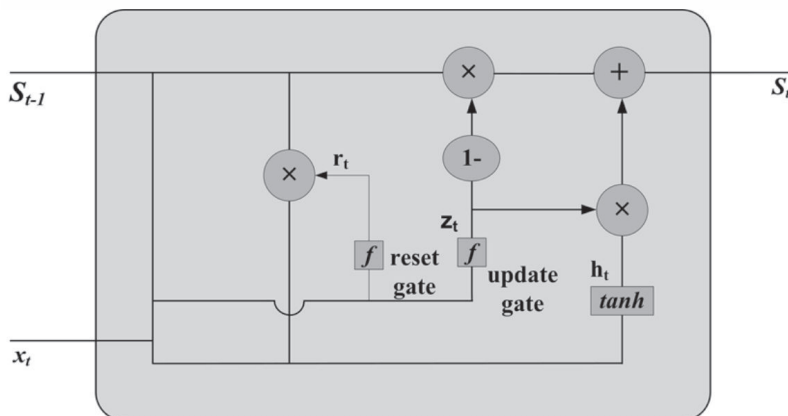 ×
+
S_{t-1}
S_t
1-
r_t
×
z_t
×
f
reset
gate
f
update
gate
h_t
tanh
x_t